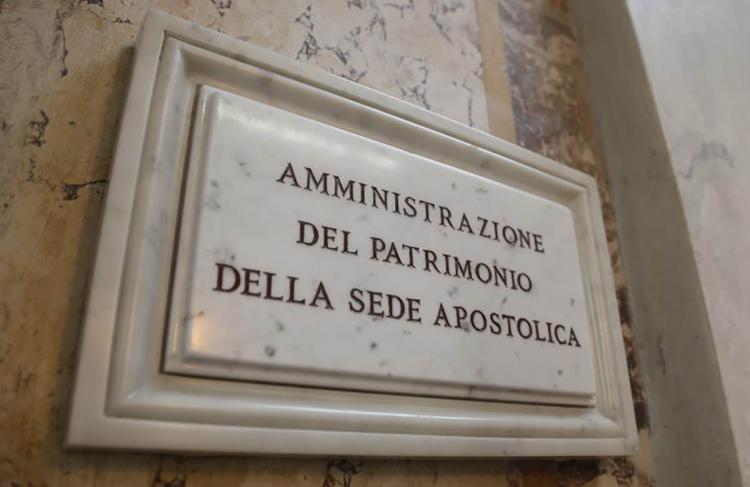 AMMINISTRAZIONE
DEL PATRIMONIO
DELLA SEDE APOSTOLICA